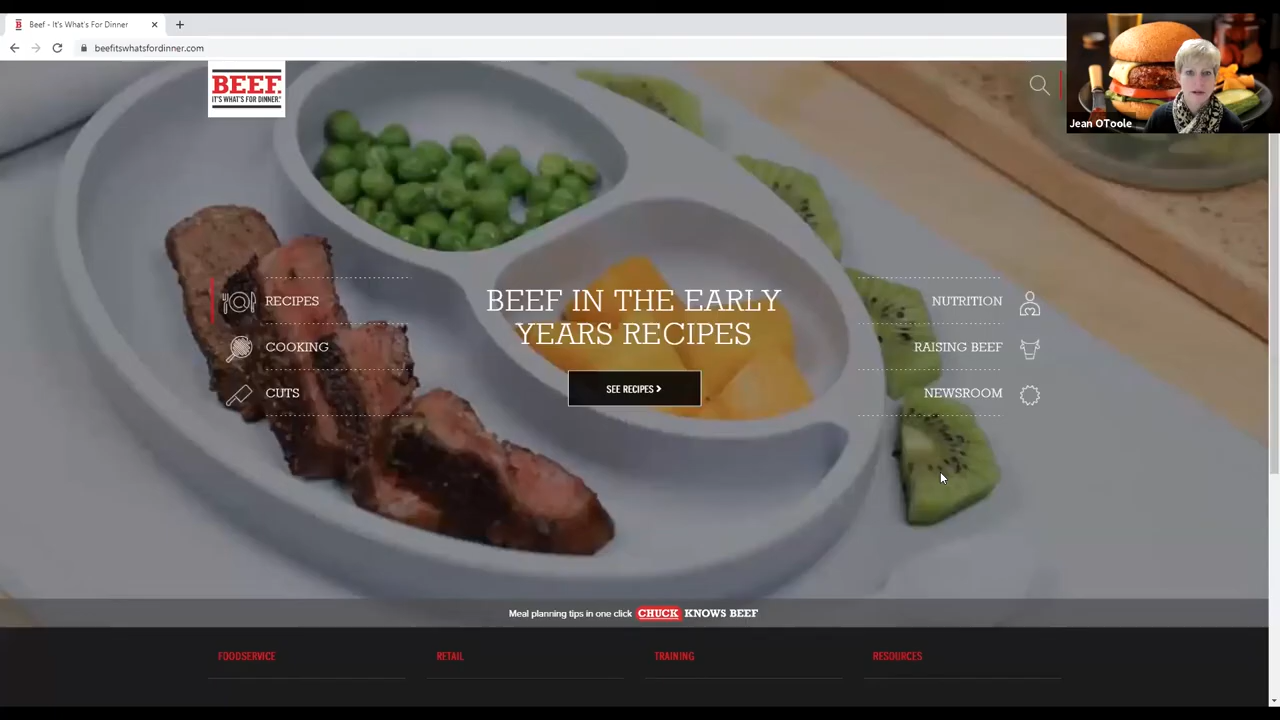 Beef - It's What's For Dinner
beefitswhatsfordinner.com
BEEF.
IT'S WHAT'S FOR DINNER.
Jean OToole
RECIPES
COOKING
CUTS
BEEF IN THE EARLY
YEARS RECIPES
SEE RECIPES
NUTRITION
RAISING BEEF
NEWSROOM
Meal planning tips in one click CHUCK KNOWS BEEF
FOODSERVICE
RETAIL
TRAINING
RESOURCES